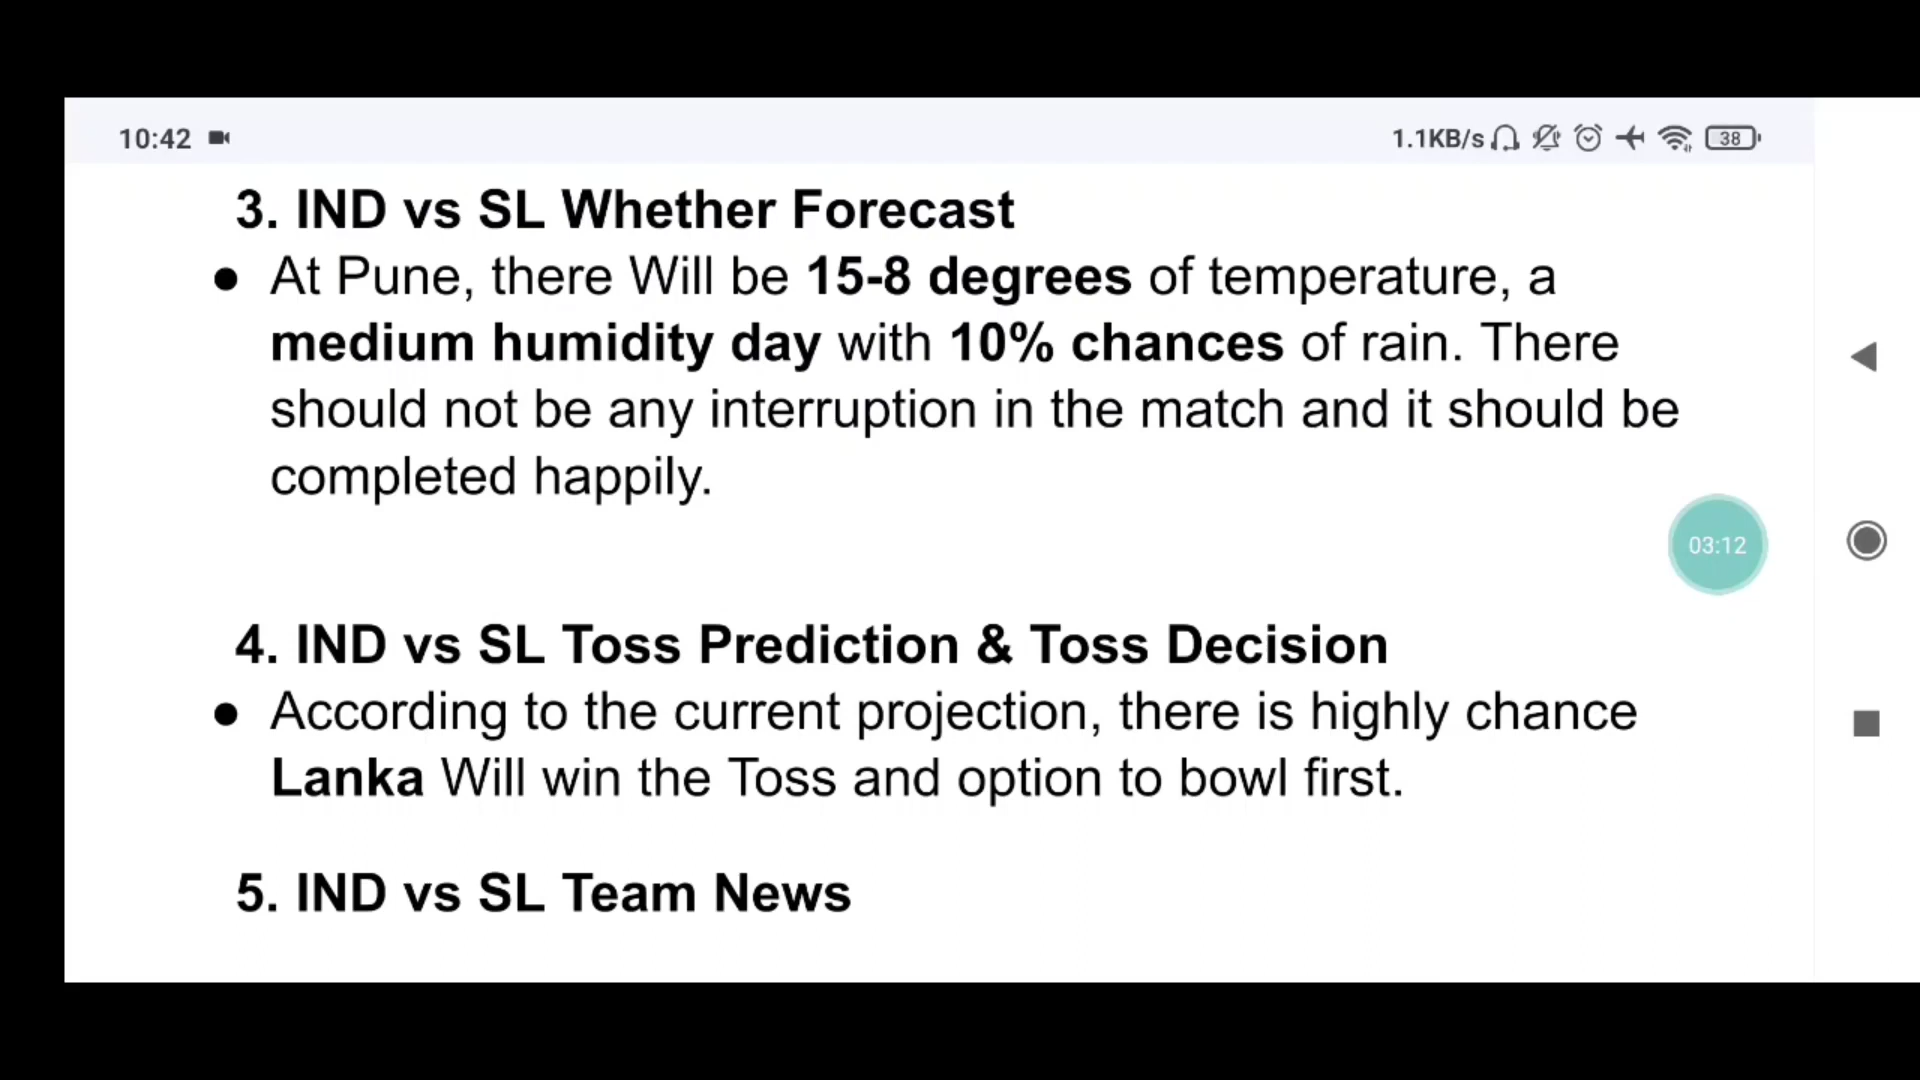 10:42
1.1KB/s
38
3. IND vs SL Whether Forecast
● At Pune, there Will be 15-8 degrees of temperature, a
medium humidity day with 10% chances of rain. There
should not be any interruption in the match and it should be
completed happily.
03:12
4. IND vs SL Toss Prediction & Toss Decision
● According to the current projection, there is highly chance
Lanka Will win the Toss and option to bowl first.
5. IND vs SL Team News